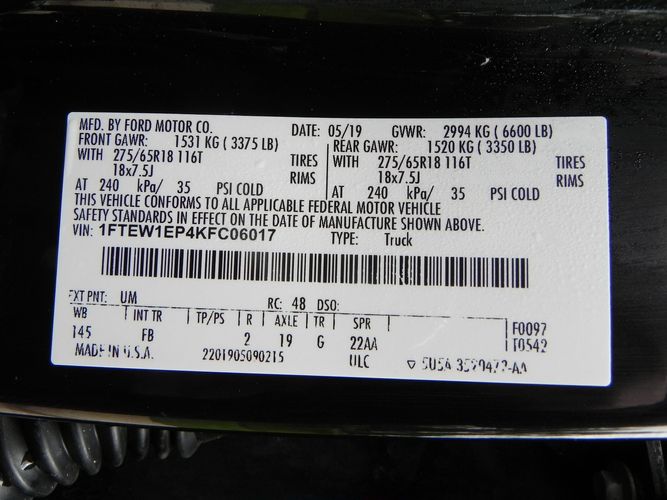 MFD. BY FORD MOTOR CO. DATE: 05/19 GVWR: 2994 KG ( 6600 LB)
FRONT GAWR: 1531 KG ( 3375 LB) REAR GAWR: 1520 KG ( 3350 LB)
WITH 275/65R18 116T TIRES WITH 275/65R18 116T TIRES
18x7.5J RIMS 18x7.5J RIMS
AT 240 kPa/ 35 PSI COLD AT 240 kPa/ 35 PSI COLD
THIS VEHICLE CONFORMS TO ALL APPLICABLE FEDERAL MOTOR VEHICLE
SAFETY STANDARDS IN EFFECT ON THE DATE OF MANUFACTURE SHOWN ABOVE.
VIN: 1FTEW1EP4KFC06017 TYPE: Truck
EXT PNT: UM RC: 48 DSO:
WB INT TR TP/PS R AXLE TR SPR F0097
145 FB 2 19 G 22AA T0542
MADE IN U.S.A. 2201905090215 ULC